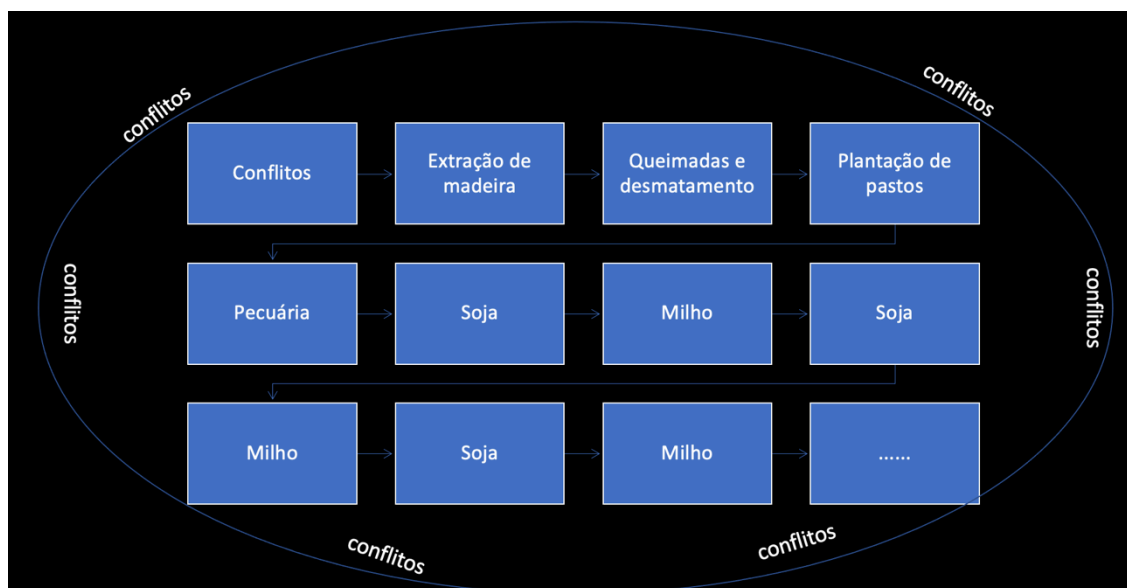 conflitos
conflitos
Conflitos
Extração de
madeira
Queimadas e
desmatamento
Plantação de
pastos
conflitos
conflitos
Pecuária
Soja
Milho
Soja
Milho
Soja
Milho
......
conflitos
conflitos